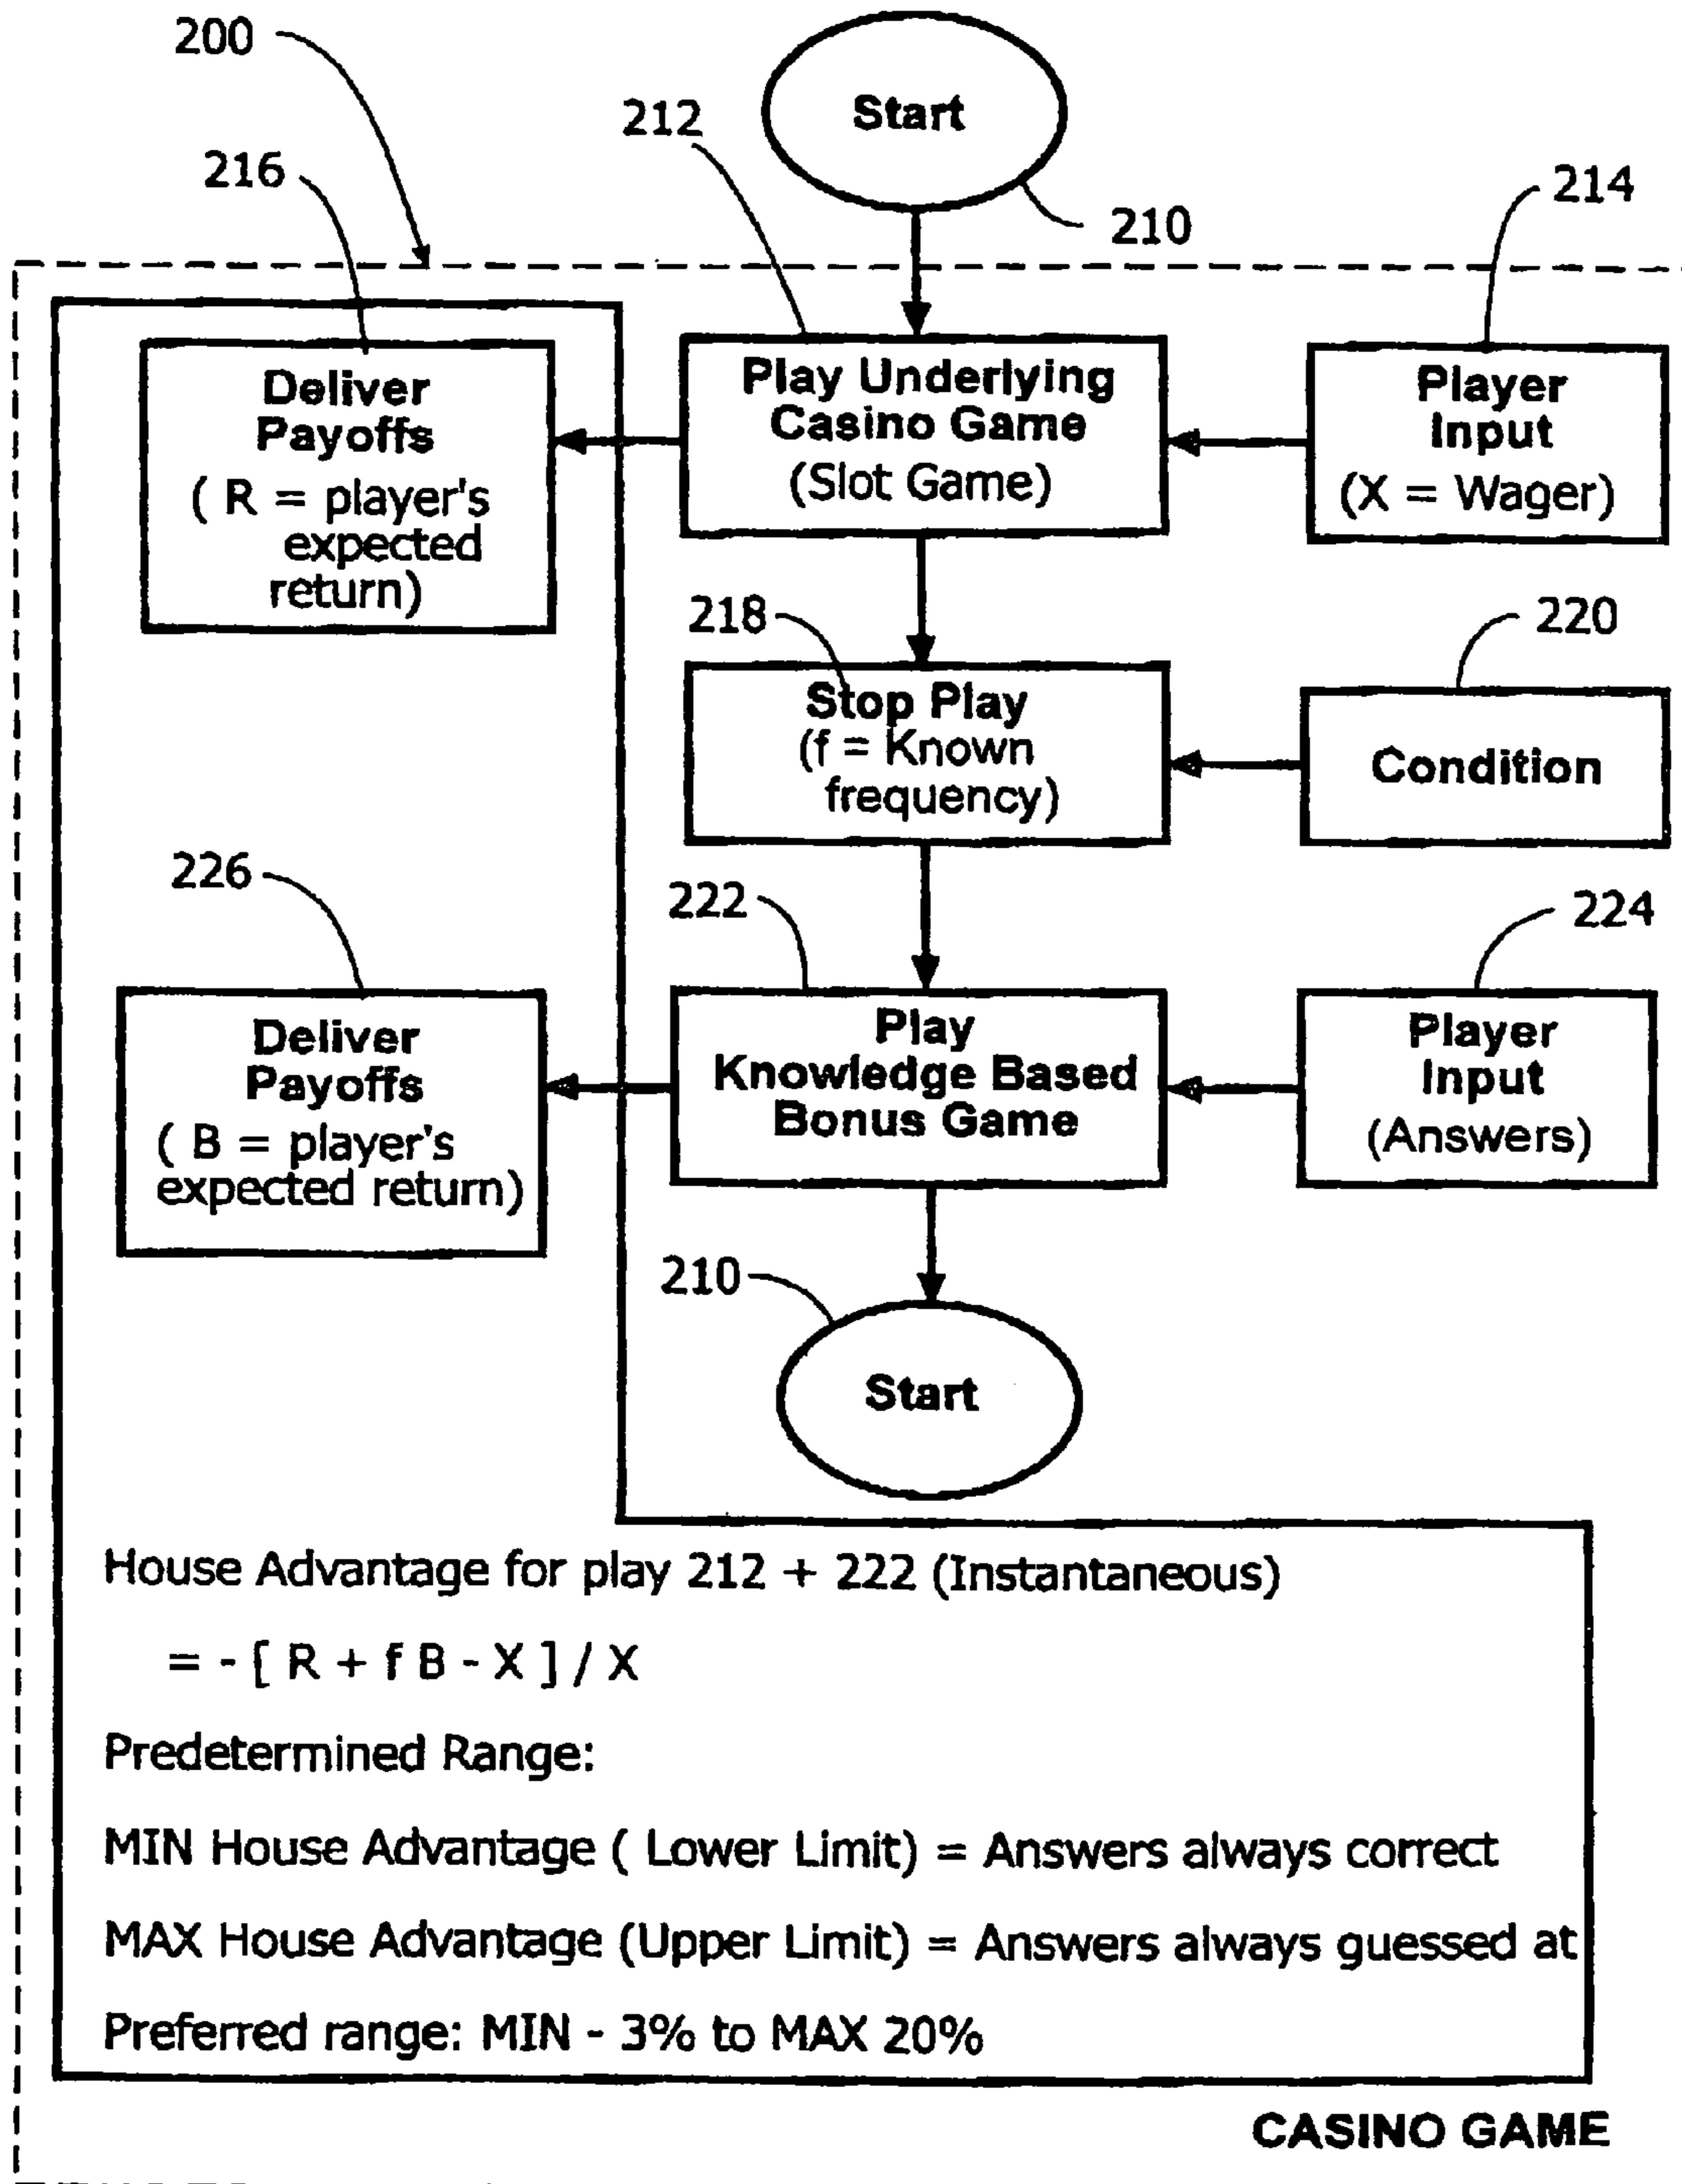 200
Start
212
216
214
210
Deliver
Payoffs
( R = player's
expected
return)
Play Underlying
Casino Game
(Slot Game)
Player
Input
(X = Wager)
218
220
Stop Play
(f = Known
frequency)
Condition
226
222
224
Deliver
Payoffs
( B = player's
expected return)
Play
Knowledge Based
Bonus Game
Player
Input
(Answers)
210
Start
House Advantage for play 212 + 222 (Instantaneous)
= - [ R + f B - X ] / X
Predetermined Range:
MIN House Advantage ( Lower Limit) = Answers always correct
MAX House Advantage (Upper Limit) = Answers always guessed at
Preferred range: MIN - 3% to MAX 20%
CASINO GAME